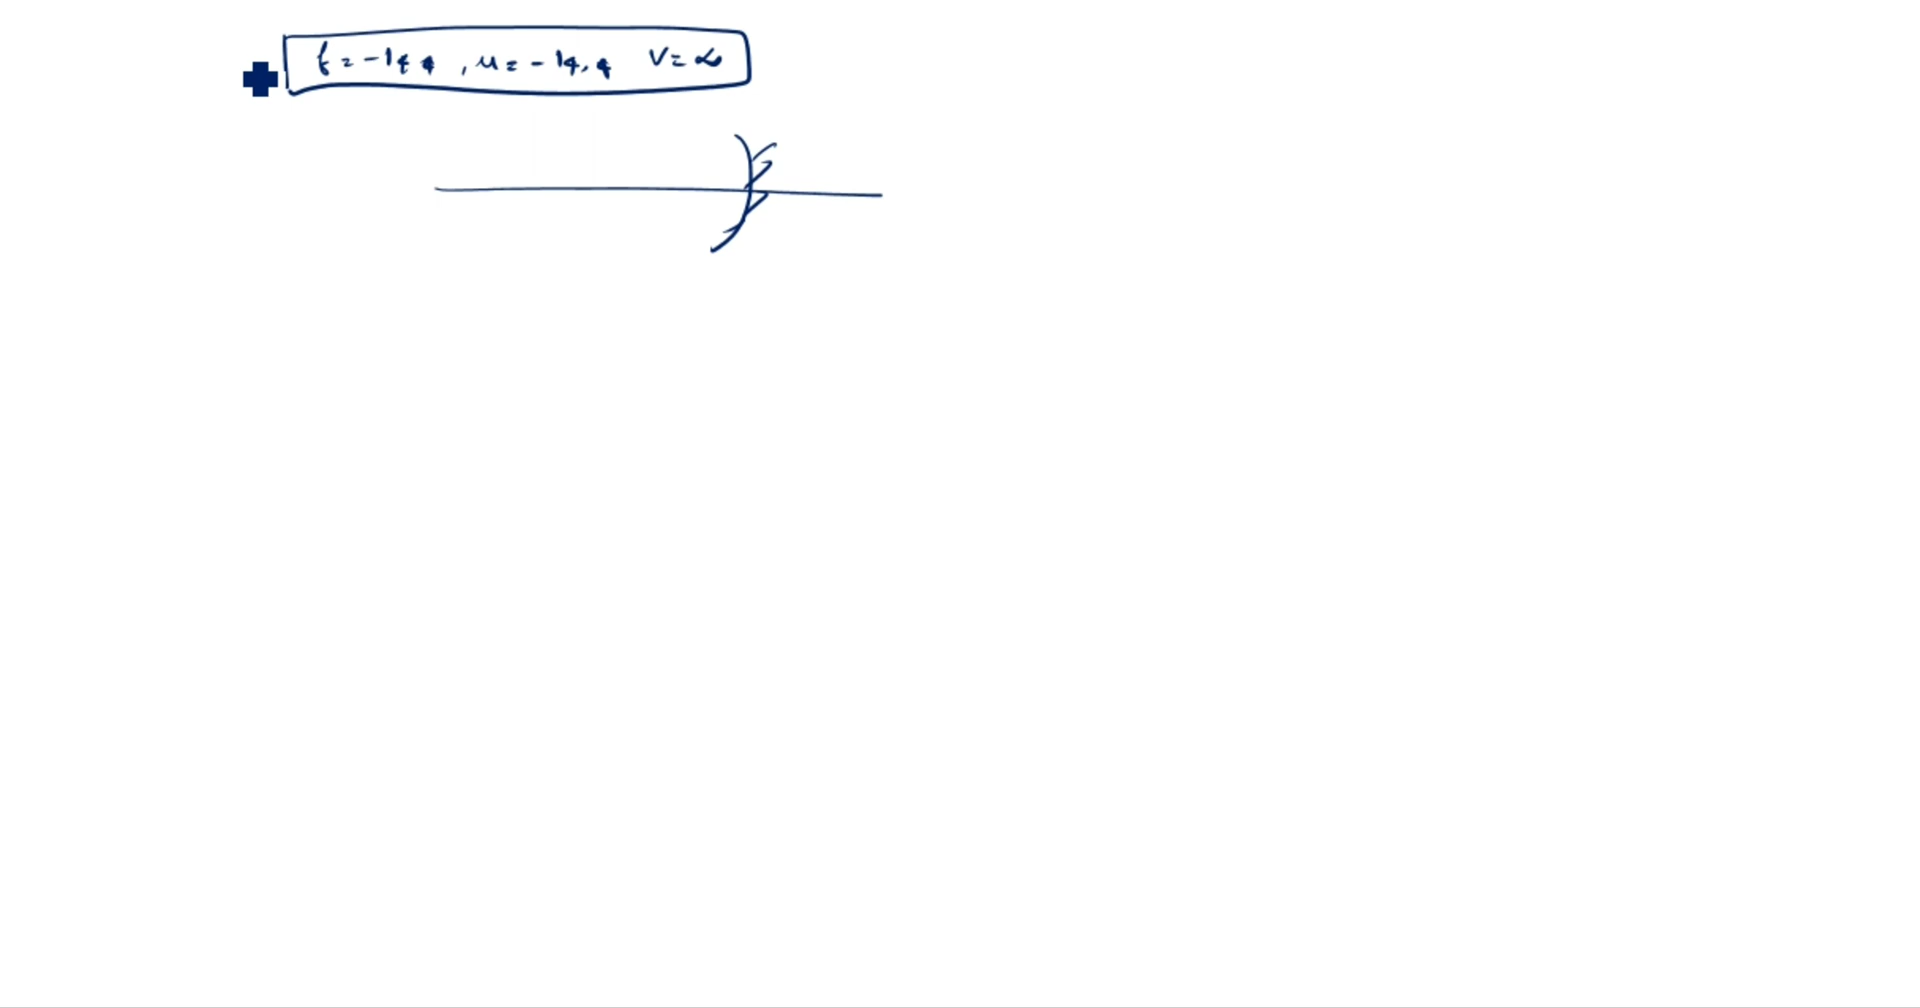 f = -14.4 , u = -14.4 v = ∞